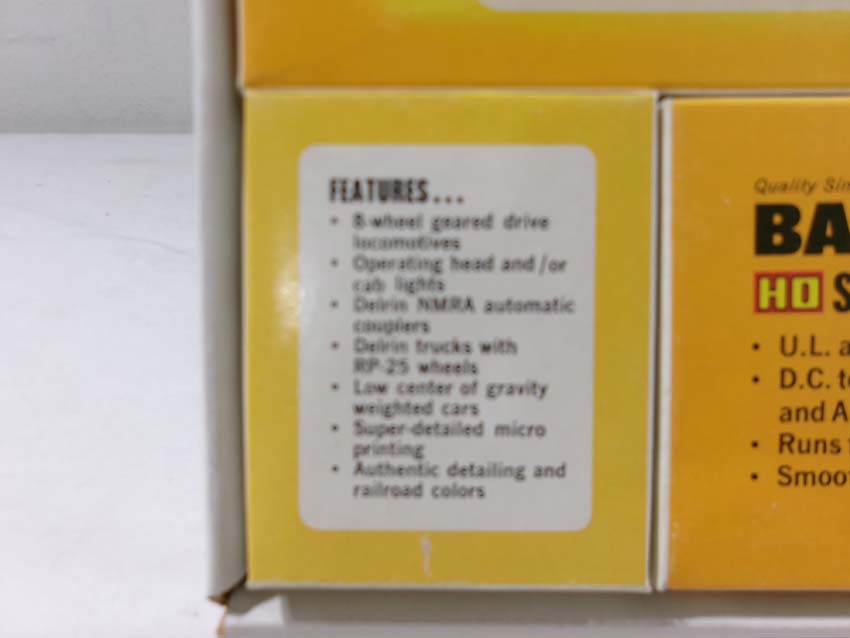 FEATURES...
• 8-wheel geared drive
locomotives
• Operating head and/or
cab lights
• Delrin NMRA automatic
couplers
• Delrin trucks with
RP-25 wheels
• Low center of gravity
weighted cars
• Super-detailed micro
printing
• Authentic detailing and
railroad colors
Quality
BA
HO S
• U.L.
• D.C.
and A
• Runs
• Smoo